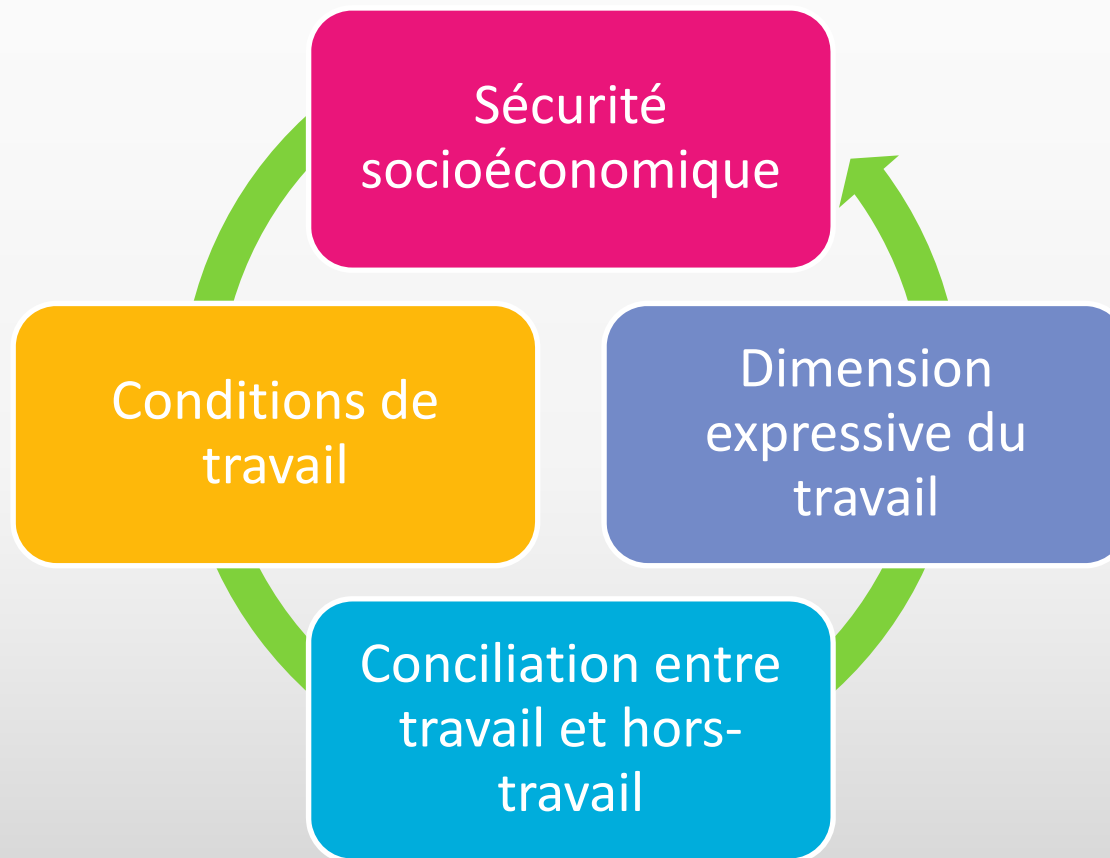 Sécurité
socioéconomique
Conditions de
travail
Dimension
expressive du
travail
Conciliation entre
travail et hors-
travail